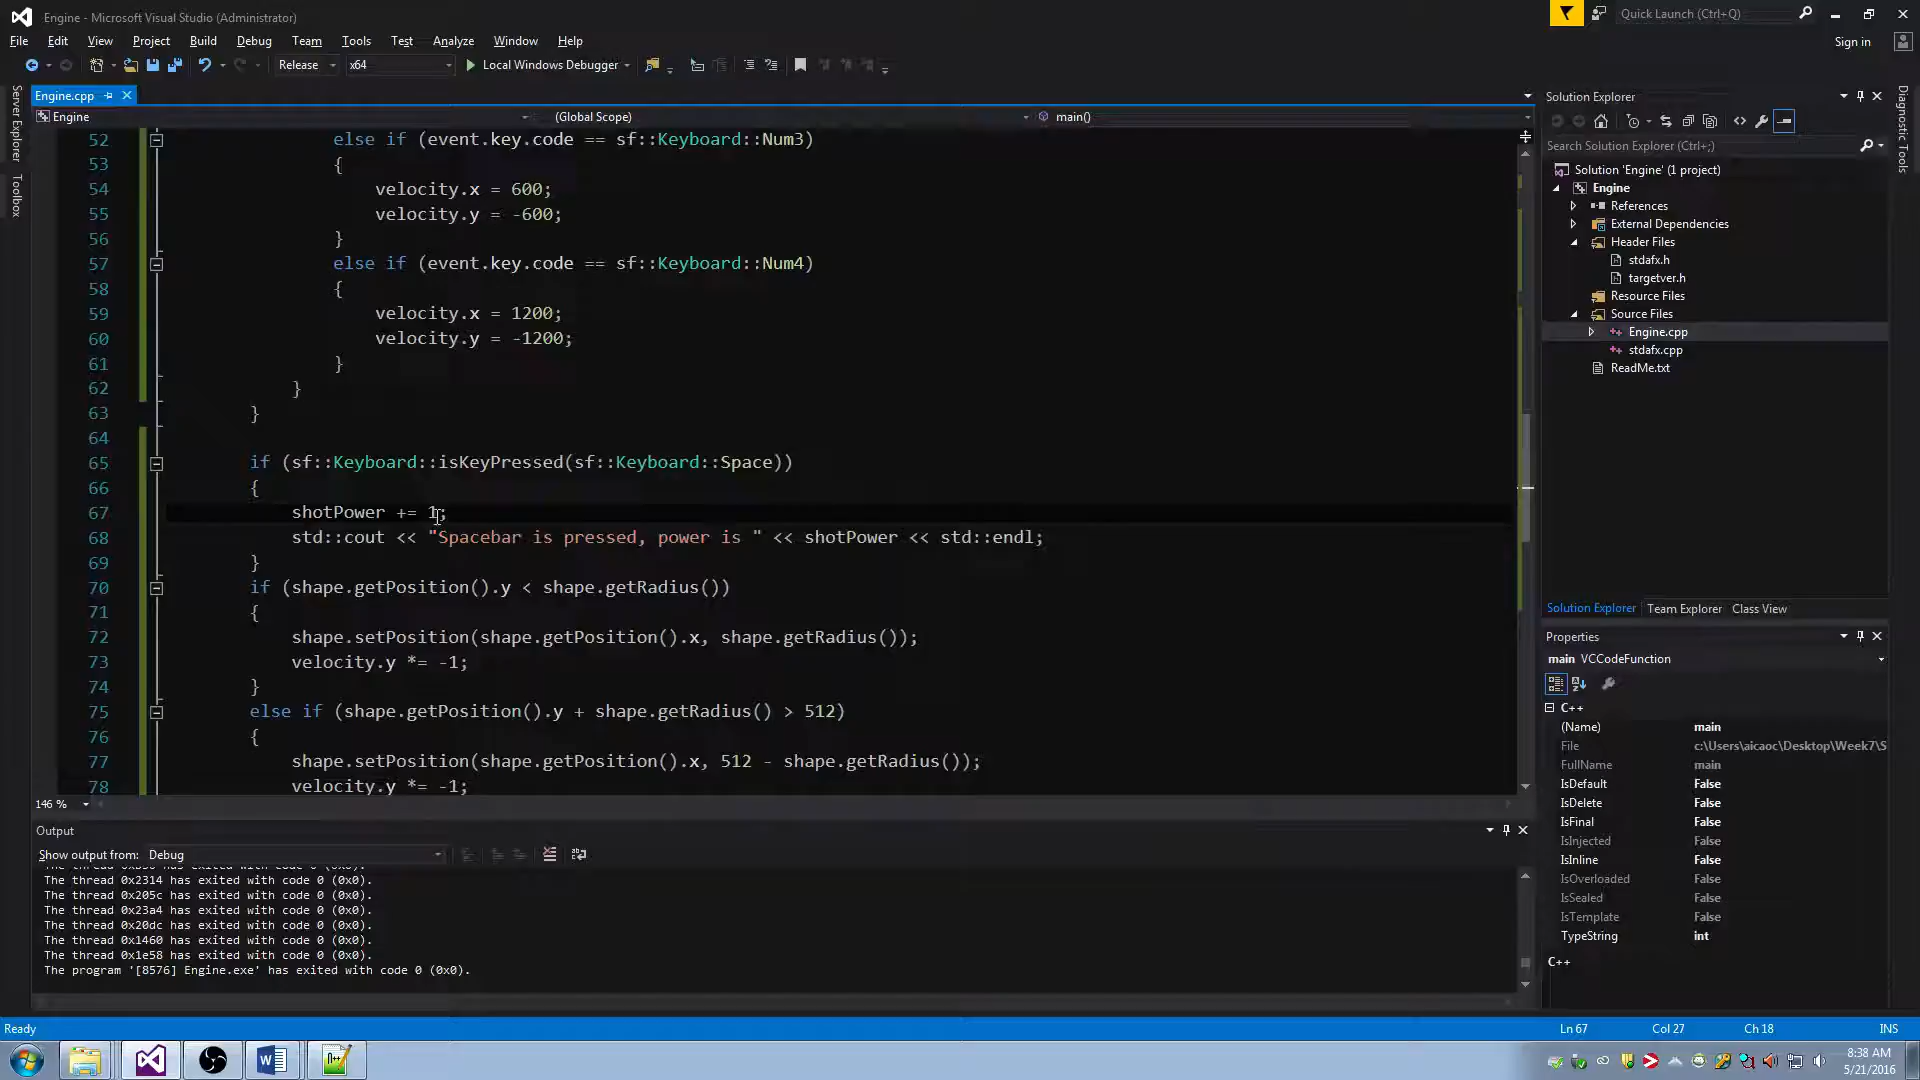 Engine - Microsoft Visual Studio (Administrator)
Quick Launch (Ctrl+Q)
File Edit View Project Build Debug Team Tools Test Analyze Window Help
Sign in
Release x64 Local Windows Debugger
Server Explorer
Toolbox
Engine.cpp
Engine (Global Scope) main()
52 else if (event.key.code == sf::Keyboard::Num3)
53 {
54 velocity.x = 600;
55 velocity.y = -600;
56 }
57 else if (event.key.code == sf::Keyboard::Num4)
58 {
59 velocity.x = 1200;
60 velocity.y = -1200;
61 }
62 }
63 }
64
65 if (sf::Keyboard::isKeyPressed(sf::Keyboard::Space))
66 {
67 shotPower += 1;
68 std::cout << "Spacebar is pressed, power is " << shotPower << std::endl;
69 }
70 if (shape.getPosition().y < shape.getRadius())
71 {
72 shape.setPosition(shape.getPosition().x, shape.getRadius());
73 velocity.y *= -1;
74 }
75 else if (shape.getPosition().y + shape.getRadius() > 512)
76 {
77 shape.setPosition(shape.getPosition().x, 512 - shape.getRadius());
78 velocity.y *= -1;
146 %
Output
Show output from: Debug
The thread 0x2314 has exited with code 0 (0x0).
The thread 0x205c has exited with code 0 (0x0).
The thread 0x23a4 has exited with code 0 (0x0).
The thread 0x20dc has exited with code 0 (0x0).
The thread 0x1460 has exited with code 0 (0x0).
The thread 0x1e58 has exited with code 0 (0x0).
The program '[8576] Engine.exe' has exited with code 0 (0x0).
Solution Explorer
Search Solution Explorer (Ctrl+;)
Solution 'Engine' (1 project)
Engine
References
External Dependencies
Header Files
stdafx.h
targetver.h
Resource Files
Source Files
Engine.cpp
stdafx.cpp
ReadMe.txt
Solution Explorer Team Explorer Class View
Properties
main VCCodeFunction
C++
(Name) main
File c:\Users\aicaoc\Desktop\Week7\S
FullName main
IsDefault False
IsDelete False
IsFinal False
IsInjected False
IsInline False
IsOverloaded False
IsSealed False
IsTemplate False
TypeString int
C++
Diagnostic Tools
Ready Ln 67 Col 27 Ch 18 INS
8:38 AM
5/21/2016